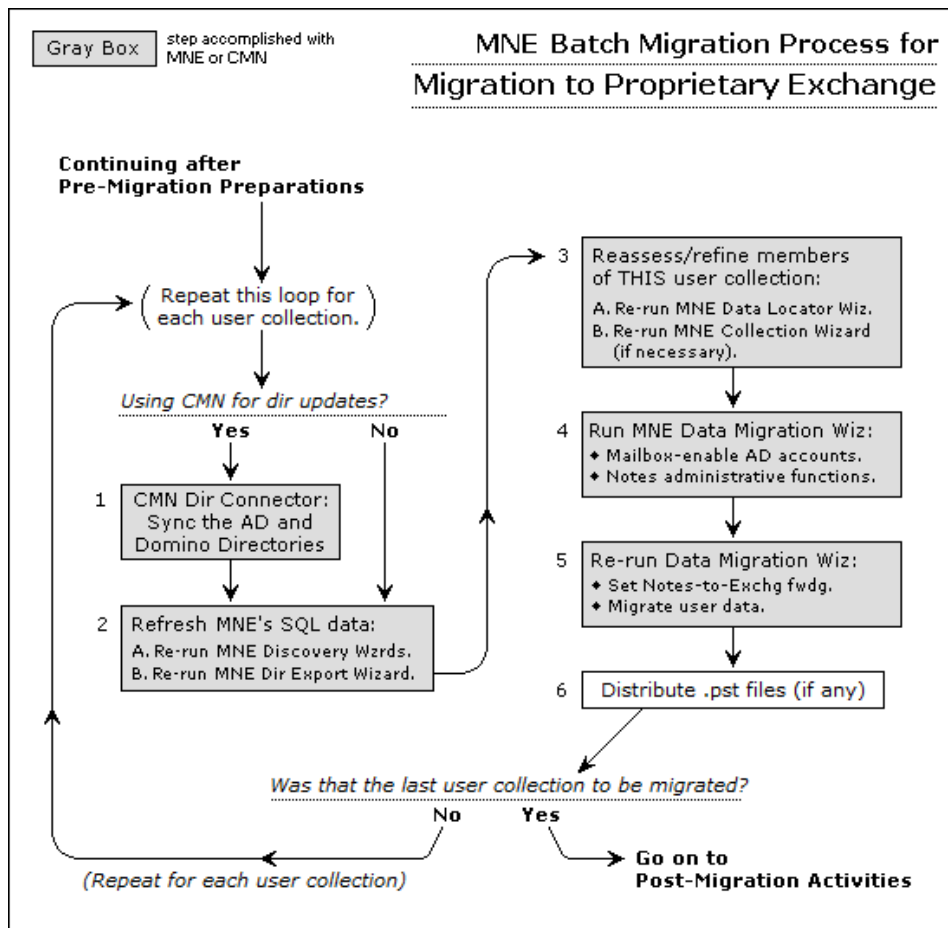 Gray Box
step accomplished with
MNE or CMN
MNE Batch Migration Process for
Migration to Proprietary Exchange
Continuing after
Pre-Migration Preparations
(Repeat this loop for
each user collection.)
Using CMN for dir updates?
Yes
No
1
CMN Dir Connector:
Sync the AD and
Domino Directories
2
Refresh MNE's SQL data:
A. Re-run MNE Discovery Wzrds.
B. Re-run MNE Dir Export Wizard.
3
Reassess/refine members
of THIS user collection:
A. Re-run MNE Data Locator Wiz.
B. Re-run MNE Collection Wizard
(if necessary).
4
Run MNE Data Migration Wiz:
◆ Mailbox-enable AD accounts.
◆ Notes administrative functions.
5
Re-run Data Migration Wiz:
◆ Set Notes-to-Exchg fwdg.
◆ Migrate user data.
6
Distribute .pst files (if any)
Was that the last user collection to be migrated?
No
Yes
(Repeat for each user collection)
Go on to
Post-Migration Activities